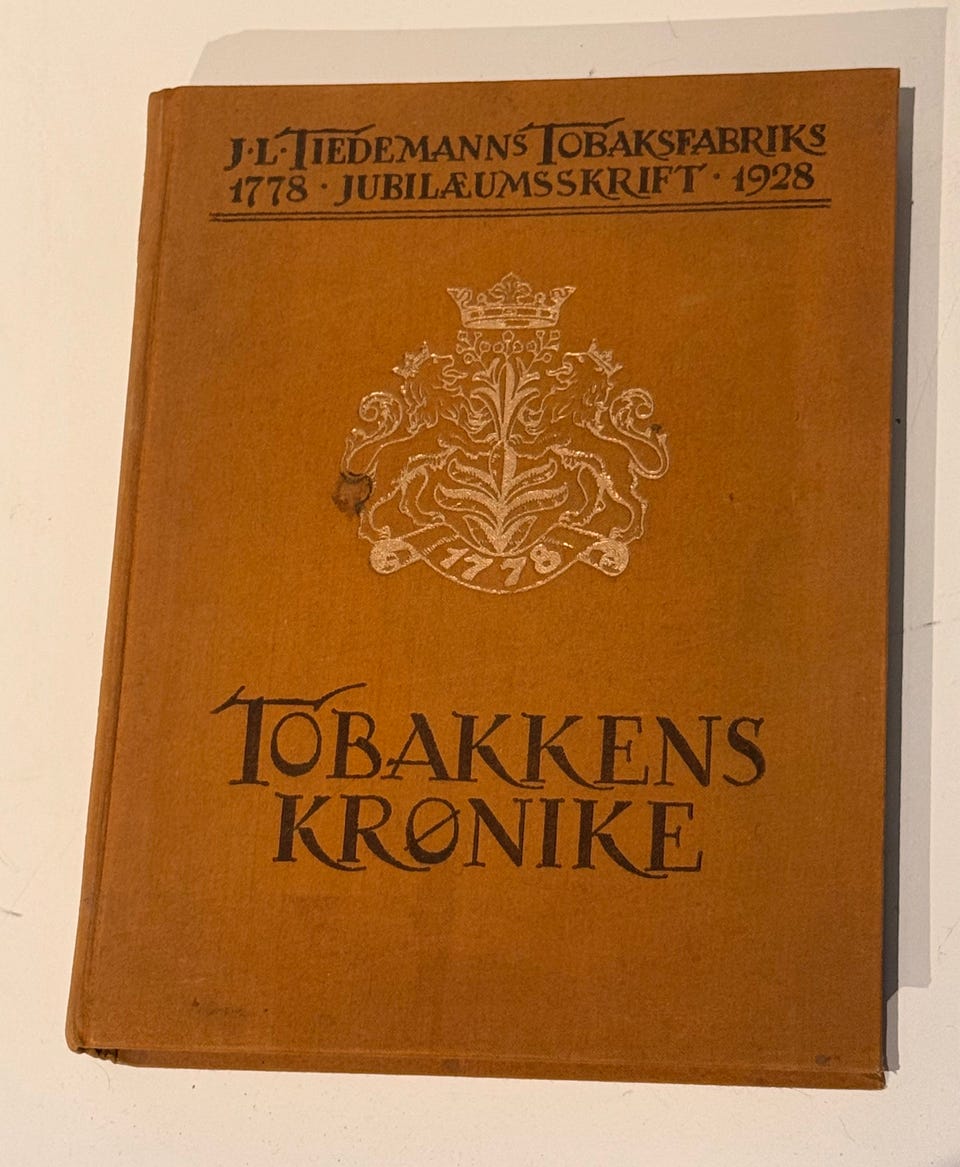 J·L·TIEDEMANNS TOBAKSFABRIKS
1778 · JUBILÆUMSSKRIFT · 1928
1778
TOBAKKENS
KRØNIKE